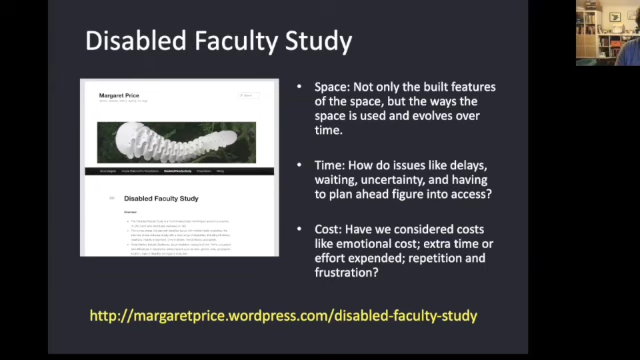 Disabled Faculty Study
Margaret Price
Disabled Faculty Study
• Space: Not only the built features
of the space, but the ways the
space is used and evolves over
time.
• Time: How do issues like delays,
waiting, uncertainty, and having
to plan ahead figure into access?
• Cost: Have we considered costs
like emotional cost; extra time or
effort expended; repetition and
frustration?
http://margaretprice.wordpress.com/disabled-faculty-study